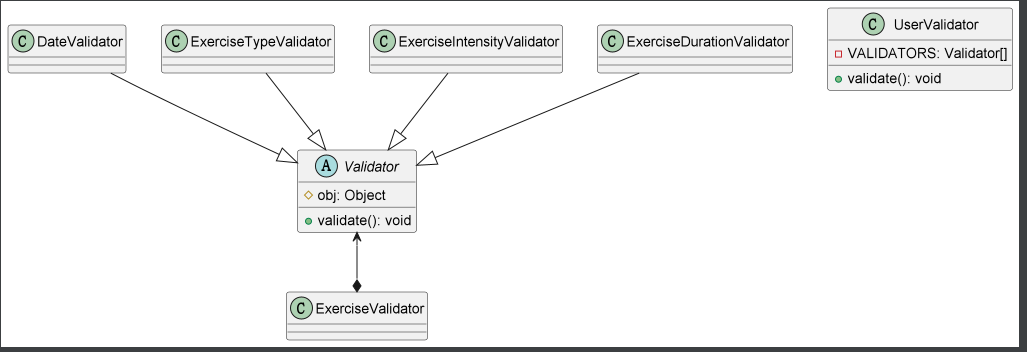 C DateValidator
C ExerciseTypeValidator
C ExerciseIntensityValidator
C ExerciseDurationValidator
C UserValidator
VALIDATORS: Validator[]
validate(): void
A Validator
obj: Object
validate(): void
C ExerciseValidator